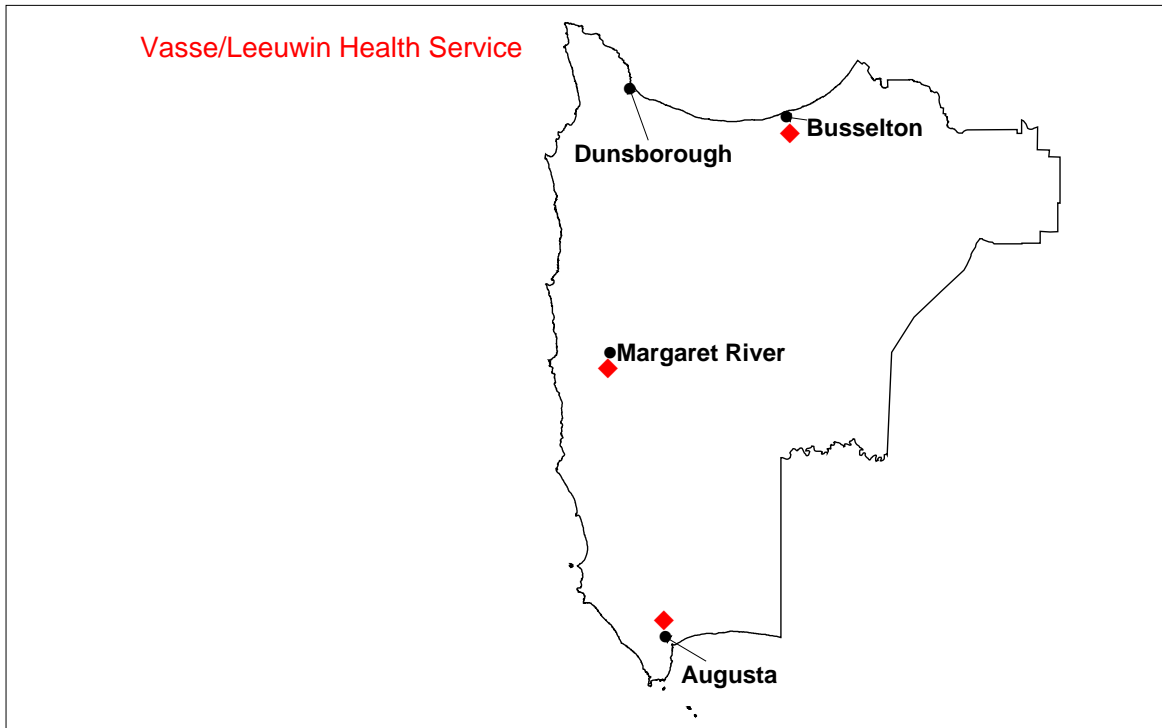 Vasse/Leeuwin Health Service
Busselton
Dunsborough
Margaret River
Augusta